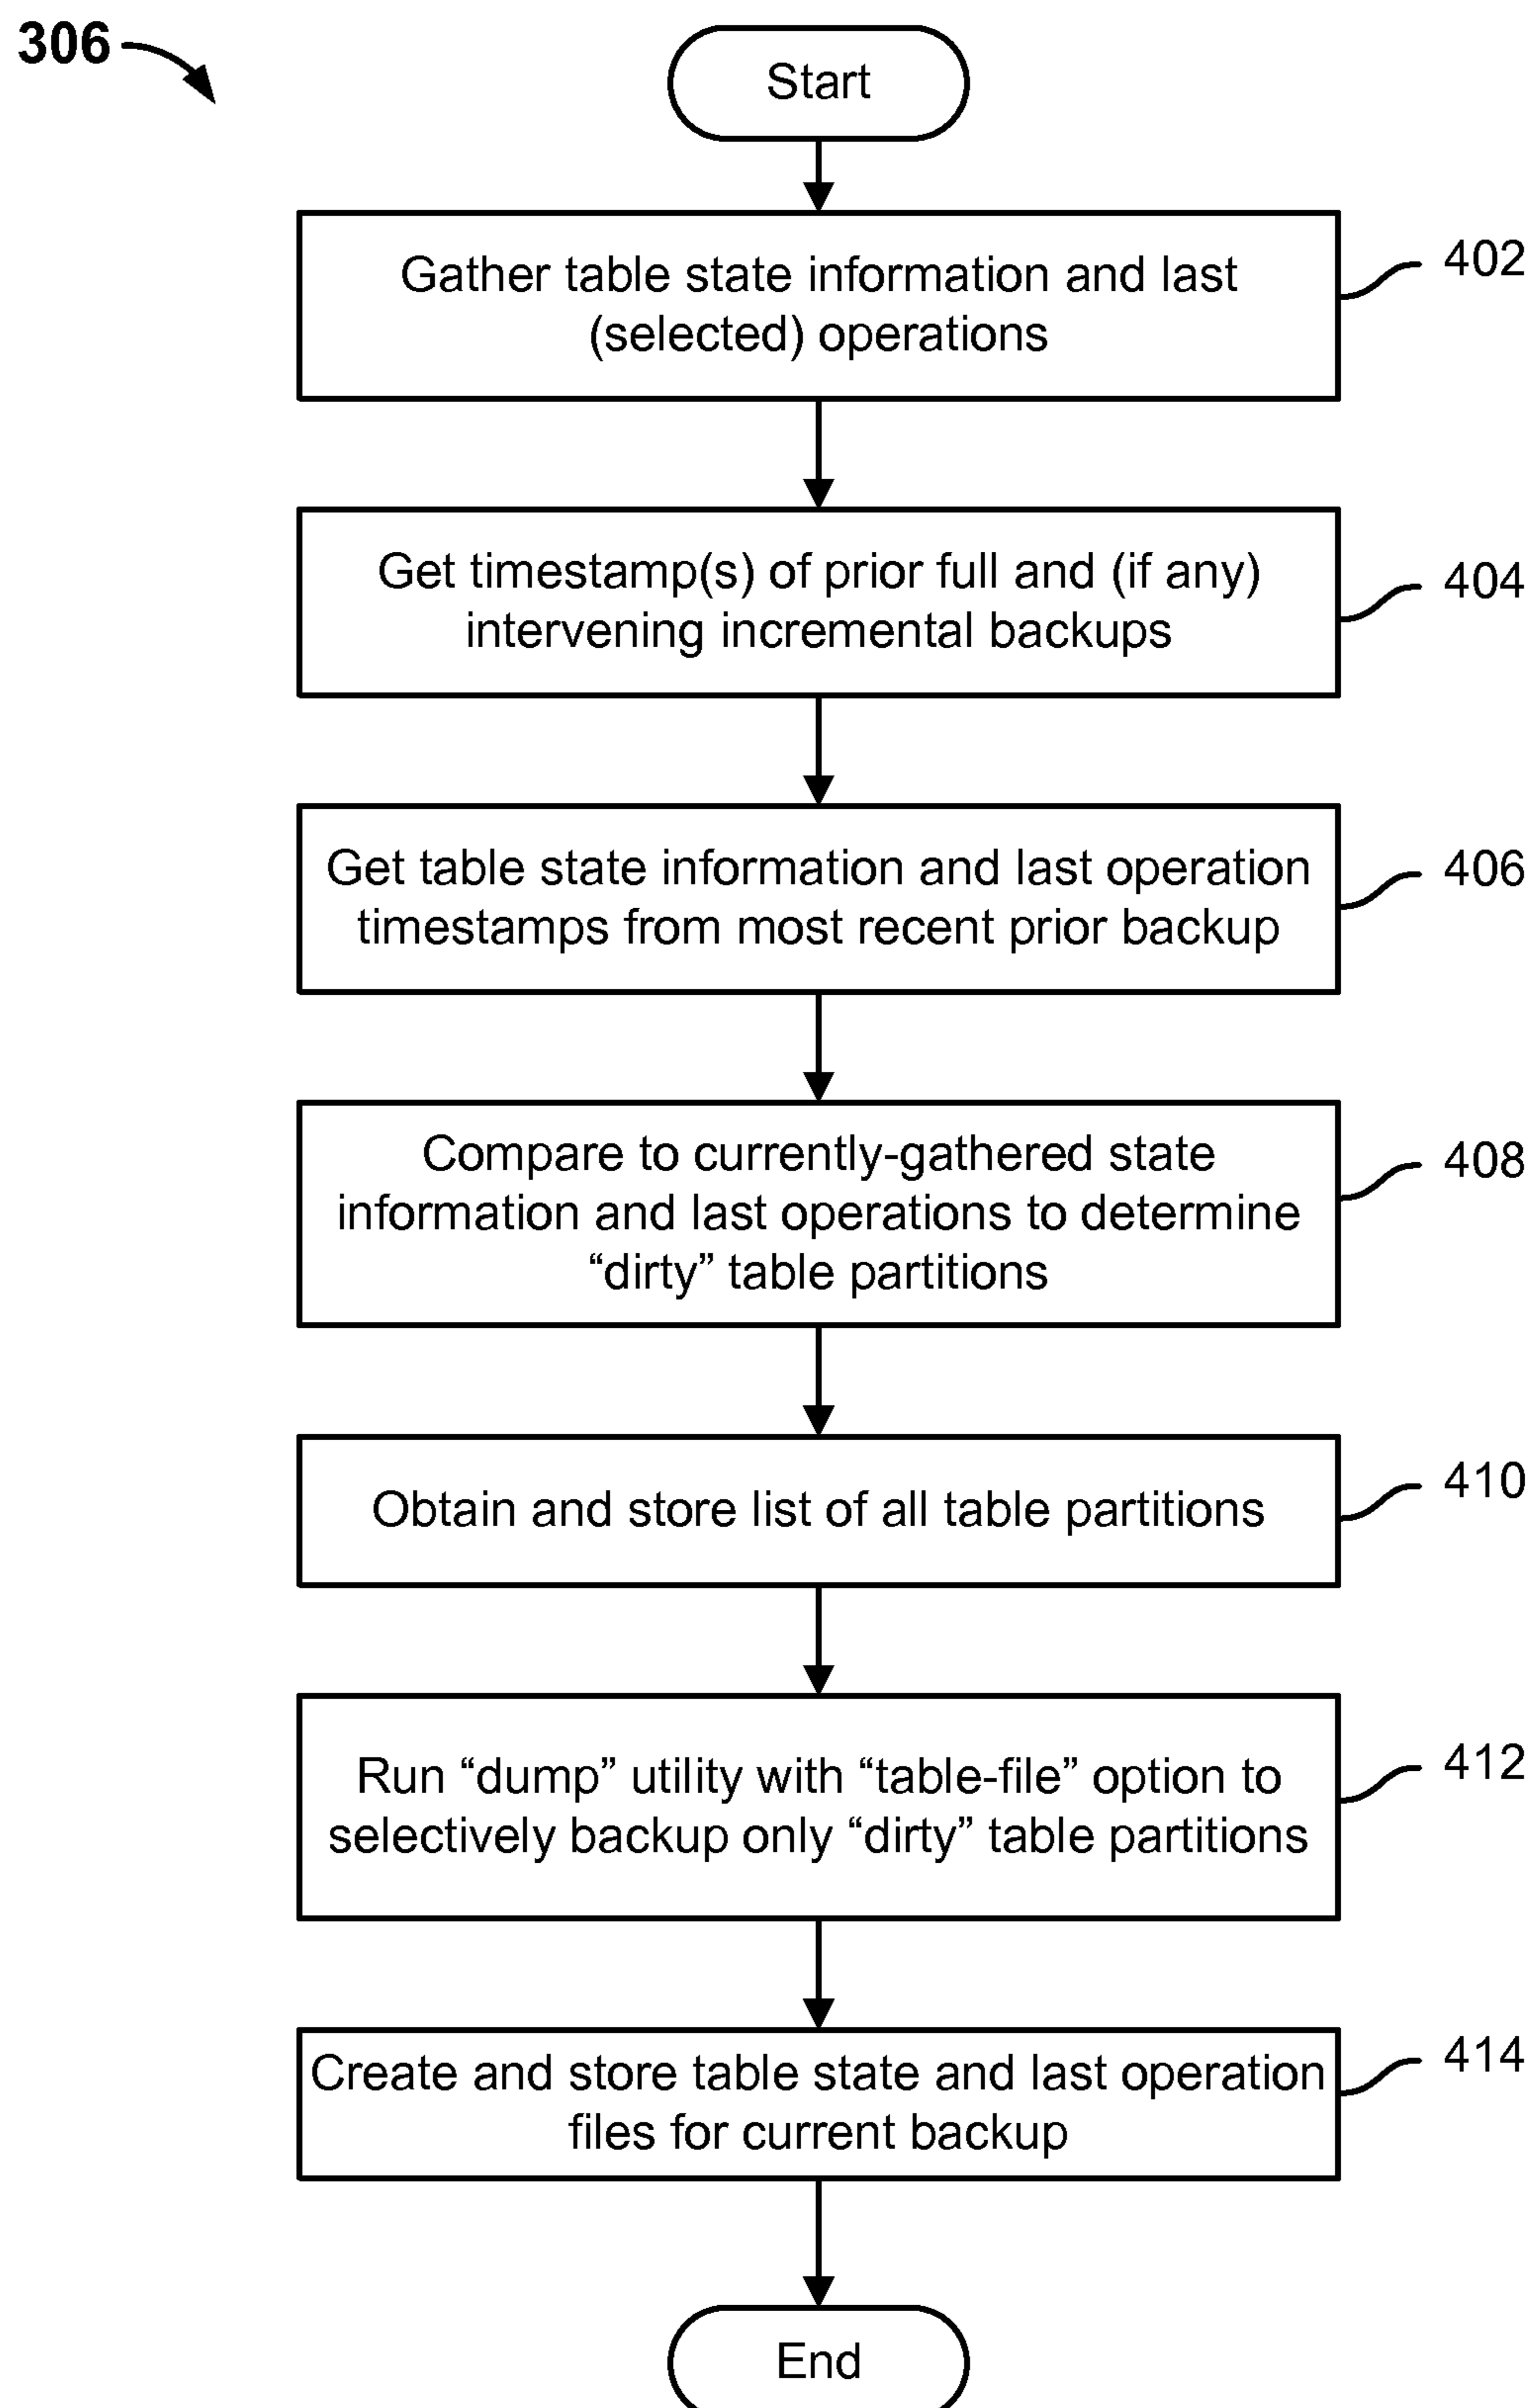 306
Start
Gather table state information and last
(selected) operations
402
Get timestamp(s) of prior full and (if any)
intervening incremental backups
404
Get table state information and last operation
timestamps from most recent prior backup
406
Compare to currently-gathered state
information and last operations to determine
“dirty” table partitions
408
Obtain and store list of all table partitions
410
Run “dump” utility with “table-file” option to
selectively backup only “dirty” table partitions
412
Create and store table state and last operation
files for current backup
414
End